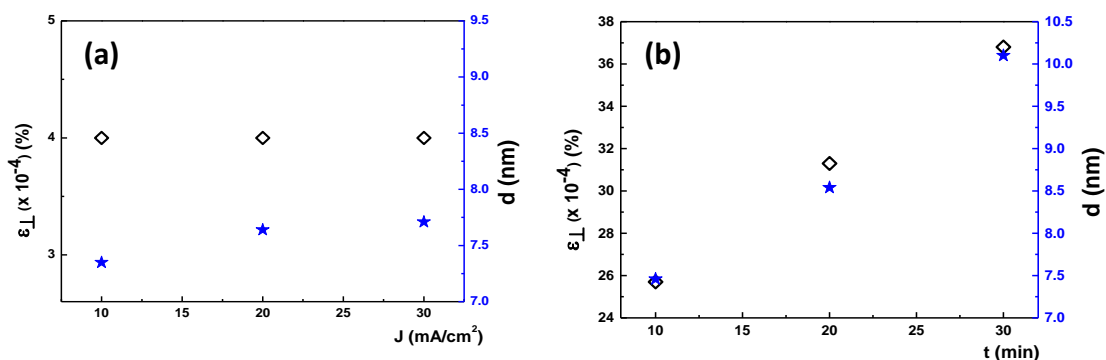 (a)
5
4
3
ε⊥ (x 10⁻⁴) (%)
9.5
9.0
8.5
8.0
7.5
7.0
d (nm)
10 15 20 25 30
J (mA/cm²)
(b)
38
36
34
32
30
28
26
24
ε⊥ (x 10⁻⁴) (%)
10.5
10.0
9.5
9.0
8.5
8.0
7.5
7.0
d (nm)
10 15 20 25 30
t (min)